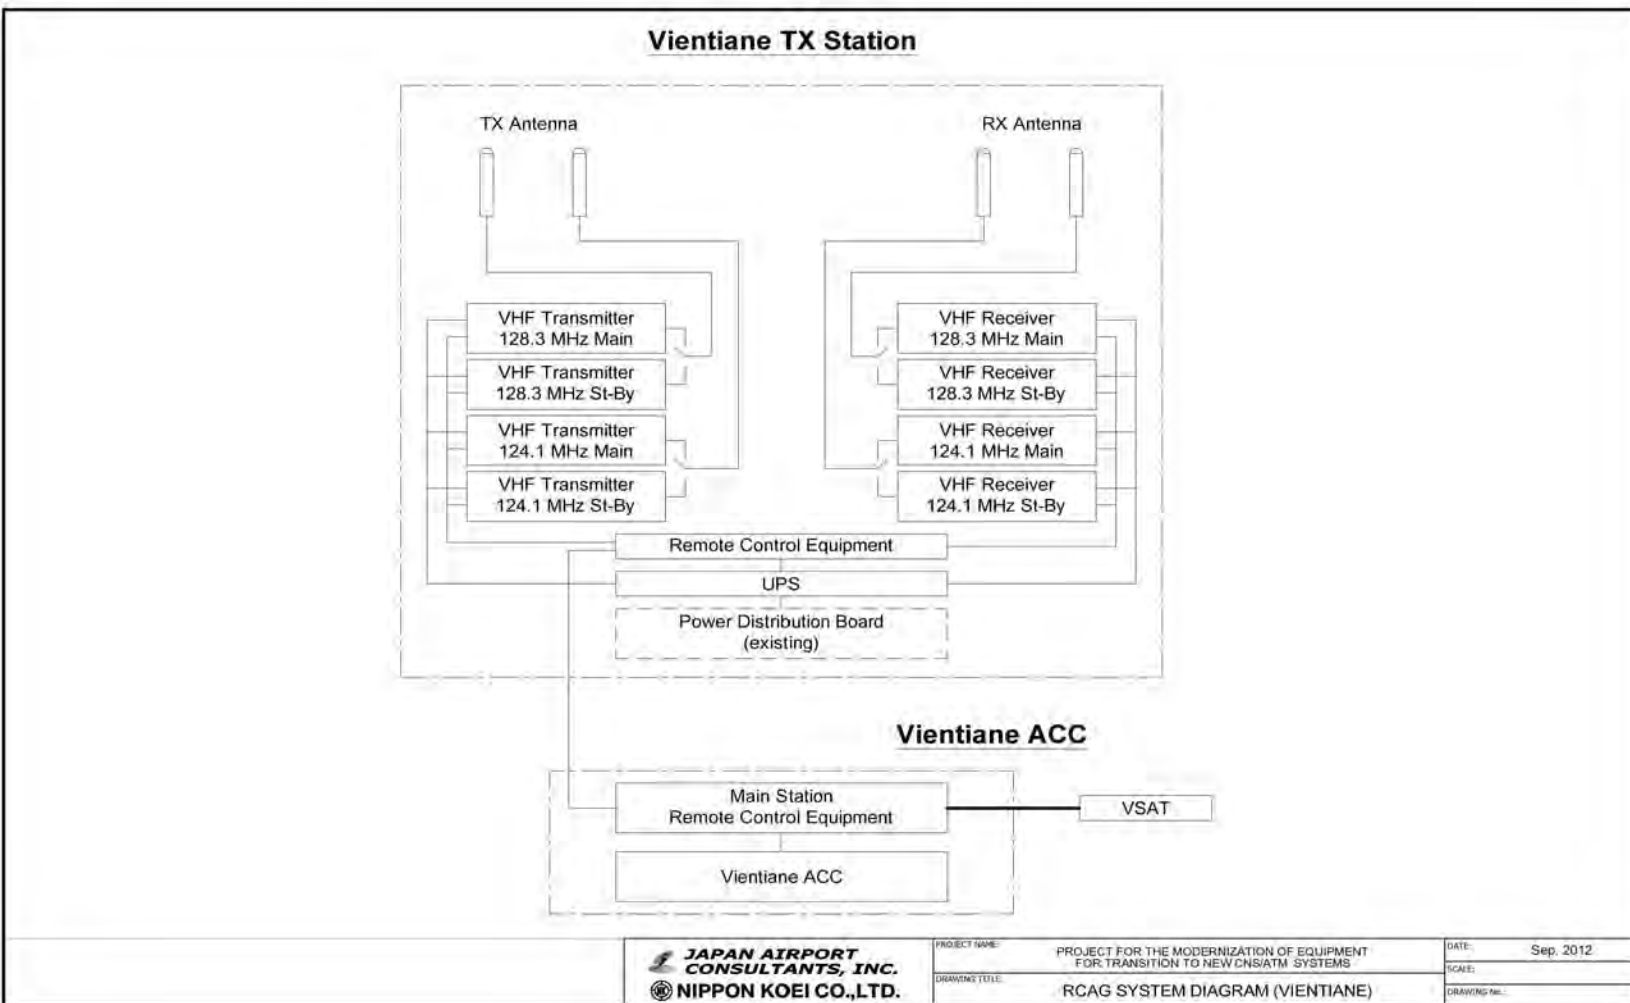 Vientiane TX Station
TX Antenna
RX Antenna
VHF Transmitter
128.3 MHz Main
VHF Transmitter
128.3 MHz St-By
VHF Transmitter
124.1 MHz Main
VHF Transmitter
124.1 MHz St-By
VHF Receiver
128.3 MHz Main
VHF Receiver
128.3 MHz St-By
VHF Receiver
124.1 MHz Main
VHF Receiver
124.1 MHz St-By
Remote Control Equipment
UPS
Power Distribution Board
(existing)
Vientiane ACC
Main Station
Remote Control Equipment
VSAT
Vientiane ACC
JAPAN AIRPORT
CONSULTANTS, INC.
NIPPON KOEI CO.,LTD.
PROJECT NAME:
PROJECT FOR THE MODERNIZATION OF EQUIPMENT
FOR TRANSITION TO NEW CNS/ATM SYSTEMS
DRAWING TITLE:
RCAG SYSTEM DIAGRAM (VIENTIANE)
DATE:
Sep. 2012
SCALE:
DRAWING No.: